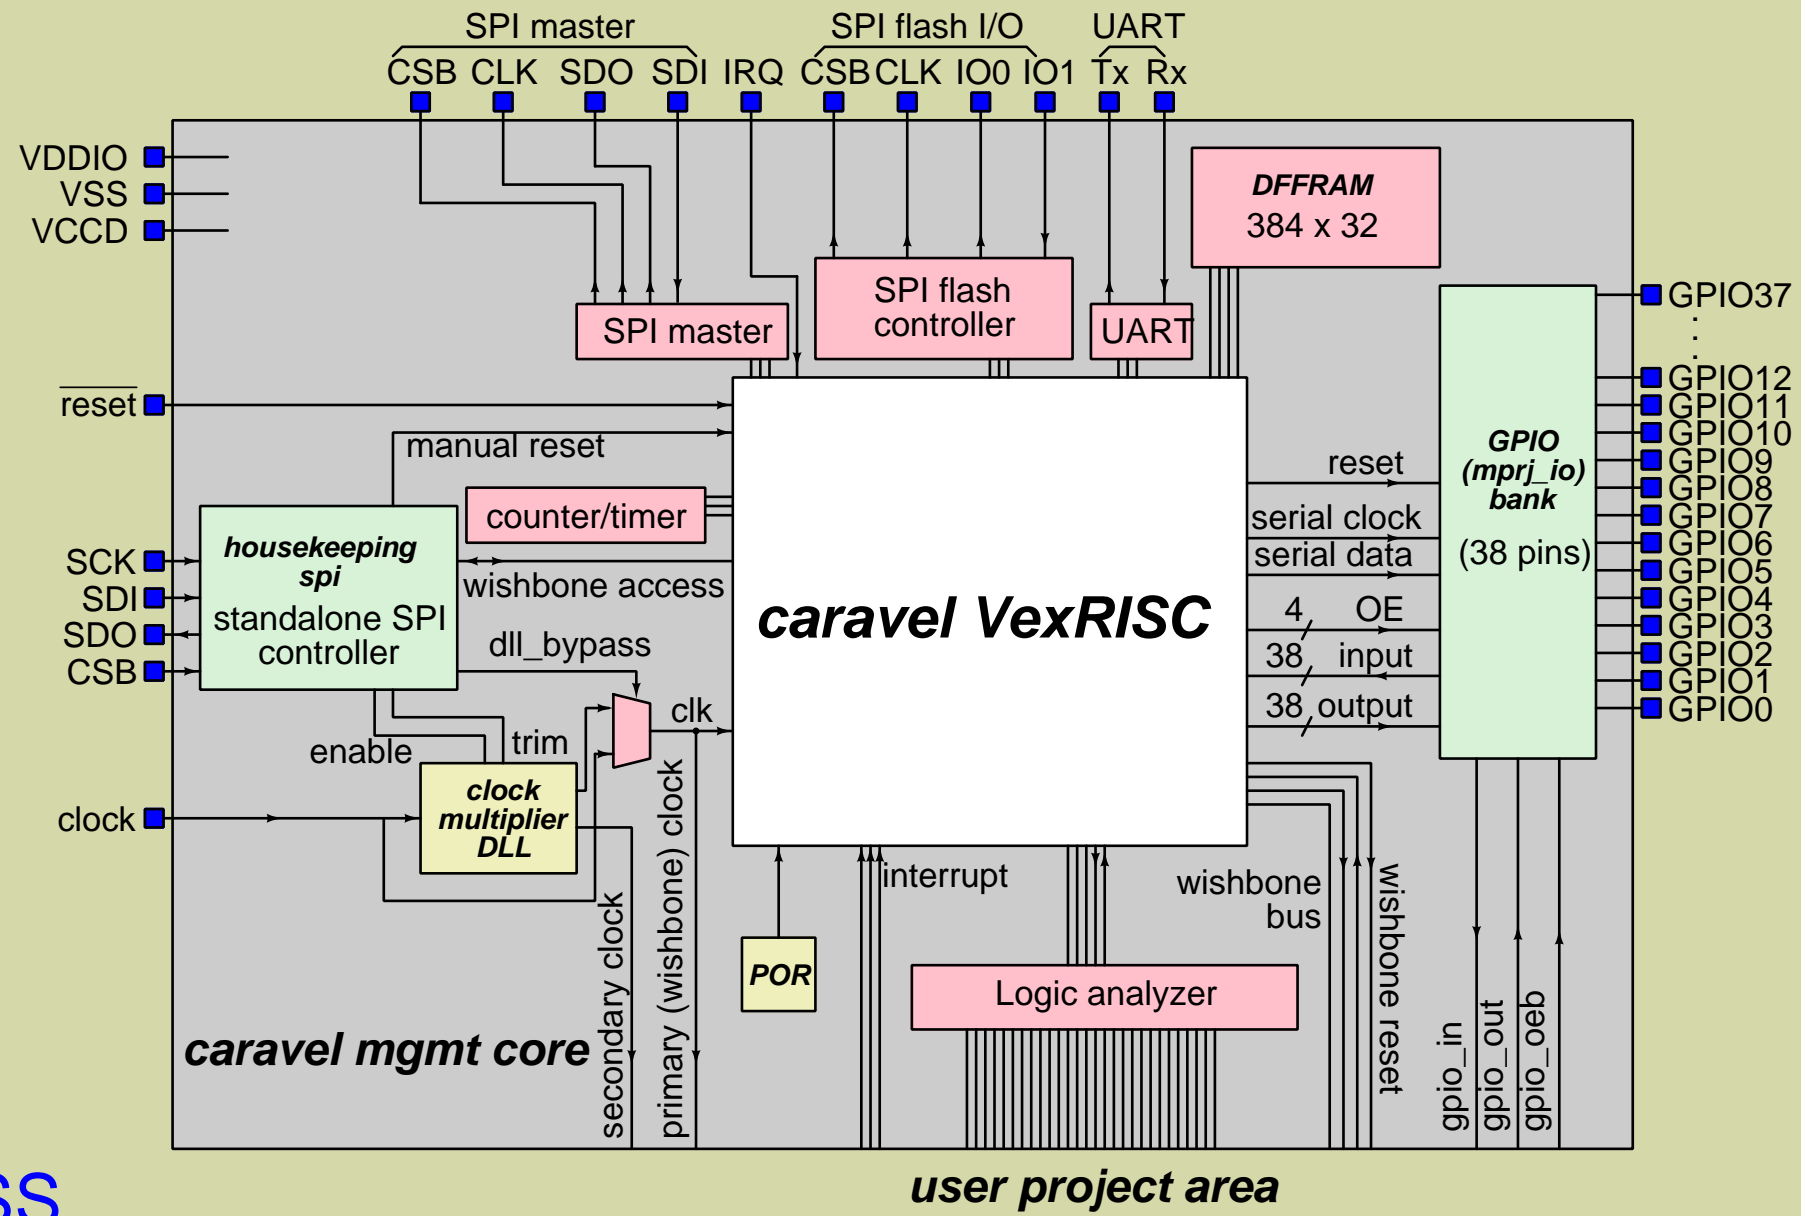 SPI master
SPI flash I/O
UART
CSB CLK SDO SDI IRQ CSB CLK IO0 IO1 Tx Rx
VDDIO
VSS
VCCD
DFFRAM
384 x 32
SPI master
SPI flash
controller
UART
GPIO37
.
.
.
GPIO12
GPIO11
GPIO10
GPIO9
GPIO8
GPIO7
GPIO6
GPIO5
GPIO4
GPIO3
GPIO2
GPIO1
GPIO0
reset
manual reset
counter/timer
housekeeping
spi
standalone SPI
controller
SCK
SDI
SDO
CSB
wishbone access
dll_bypass
caravel VexRISC
reset
serial clock
serial data
4 OE
38 input
38 output
GPIO
(mprj_io)
bank
(38 pins)
clk
enable
trim
clock
clock
multiplier
DLL
secondary clock
primary (wishbone) clock
POR
interrupt
Logic analyzer
wishbone
bus
wishbone reset
gpio_in
gpio_out
gpio_oeb
caravel mgmt core
user project area
SS